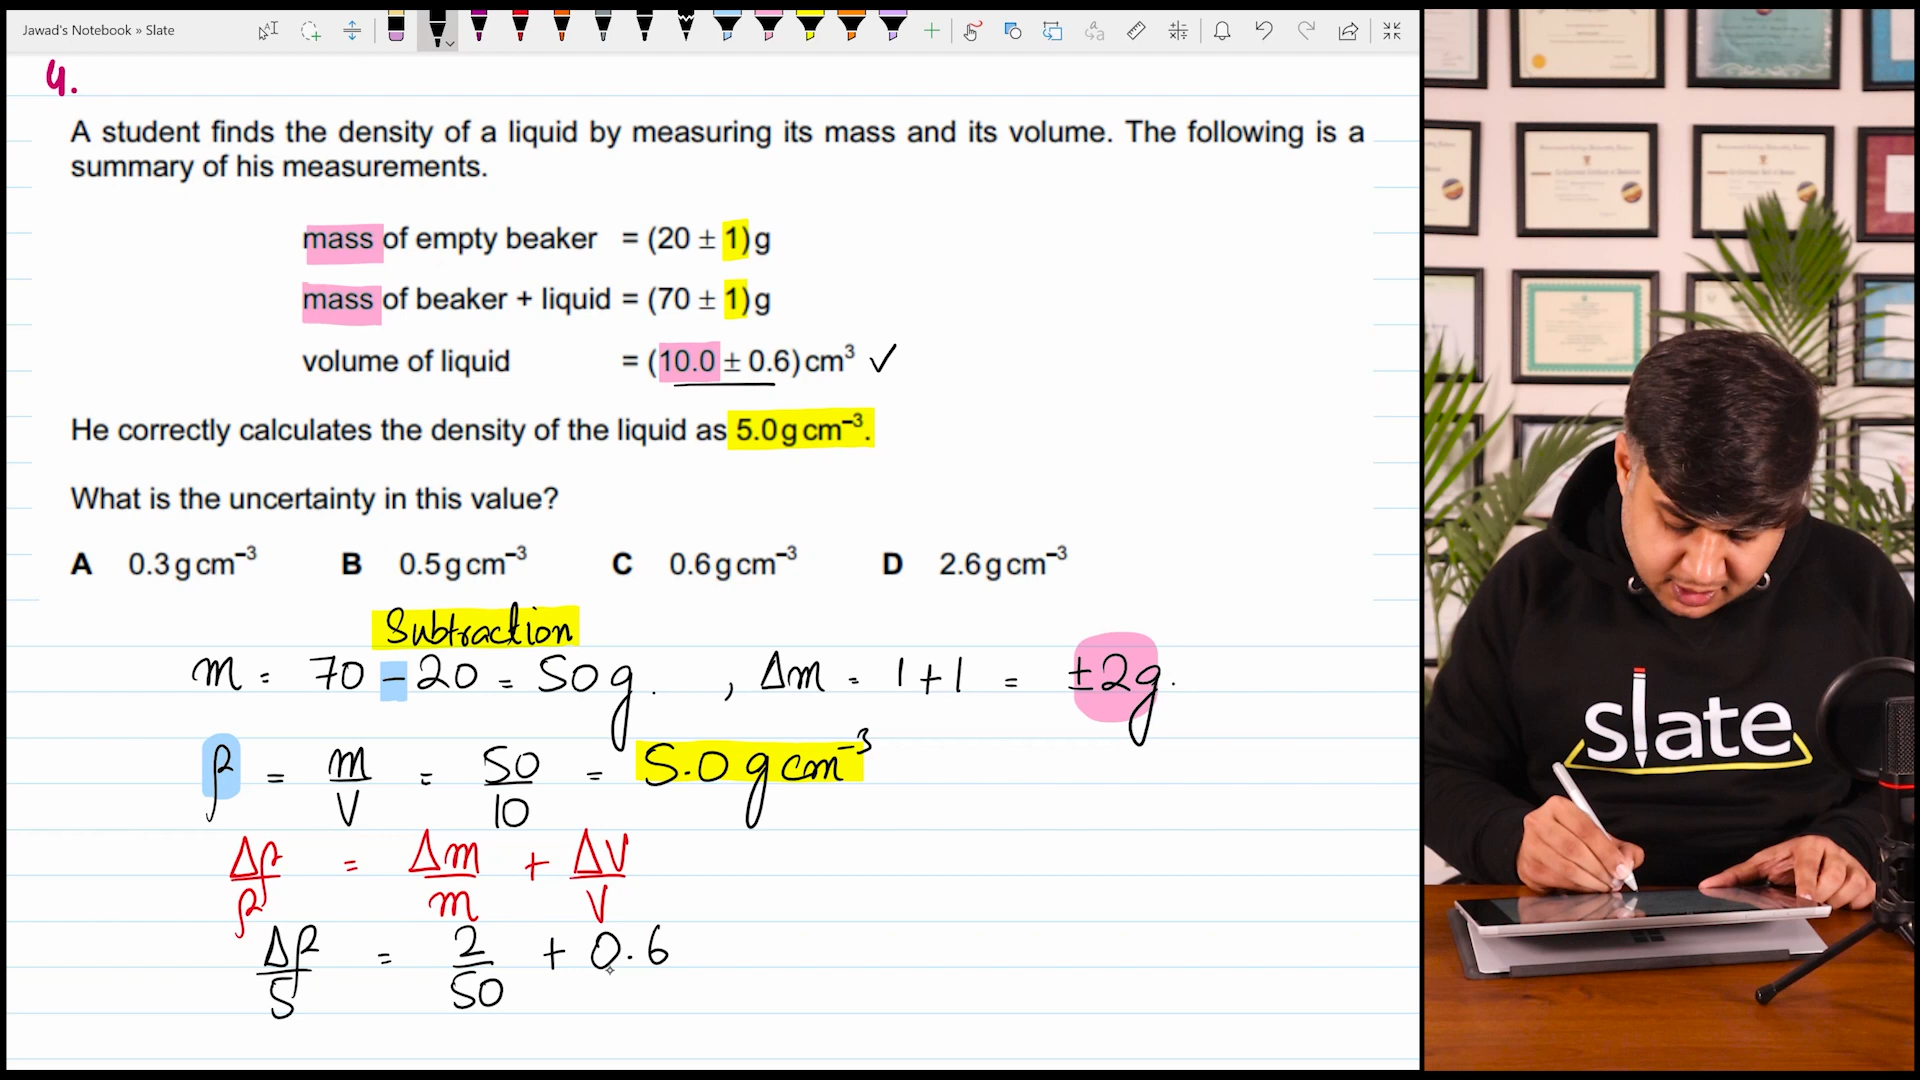 Jawad's Notebook » Slate
4.
A student finds the density of a liquid by measuring its mass and its volume. The following is a
summary of his measurements.
mass of empty beaker = (20 ± 1) g
mass of beaker + liquid = (70 ± 1) g
volume of liquid = (10.0 ± 0.6) cm³ ✓
He correctly calculates the density of the liquid as 5.0 g cm⁻³.
What is the uncertainty in this value?
A 0.3 g cm⁻³ B 0.5 g cm⁻³ C 0.6 g cm⁻³ D 2.6 g cm⁻³
Subtraction
m = 70 − 20 = 50 g. , Δm = 1 + 1 = ±2g.
ρ = m/V = 50/10 = 5.0 g cm⁻³
Δρ/ρ = Δm/m + ΔV/V
Δρ/5 = 2/50 + 0.6
slate